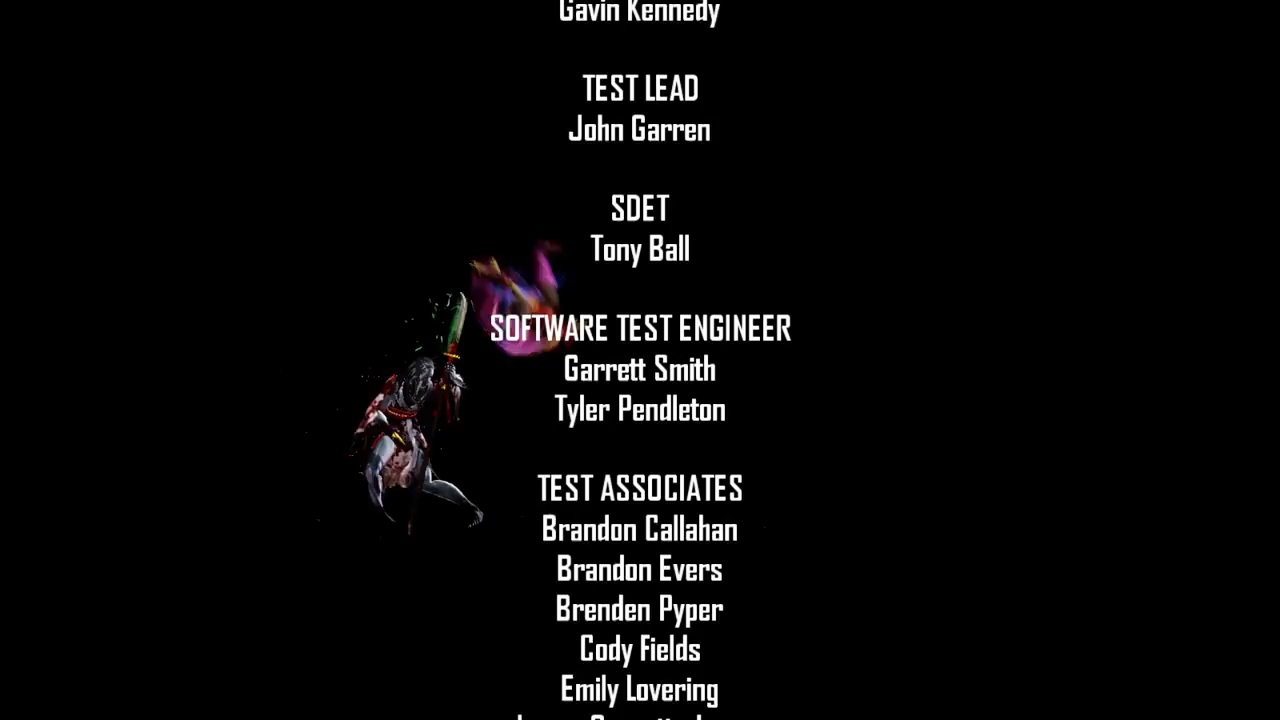 Gavin Kennedy
TEST LEAD
John Garren
SDET
Tony Ball
SOFTWARE TEST ENGINEER
Garrett Smith
Tyler Pendleton
TEST ASSOCIATES
Brandon Callahan
Brandon Evers
Brenden Pyper
Cody Fields
Emily Lovering